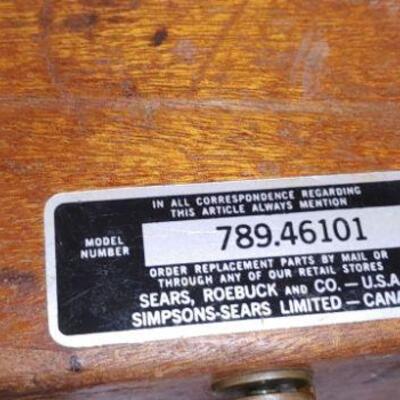 IN ALL CORRESPONDENCE REGARDING
THIS ARTICLE ALWAYS MENTION
MODEL
NUMBER
789.46101
ORDER REPLACEMENT PARTS BY MAIL OR
THROUGH ANY OF OUR RETAIL STORES
SEARS, ROEBUCK AND CO. — U.S.A.
SIMPSONS-SEARS LIMITED — CANA